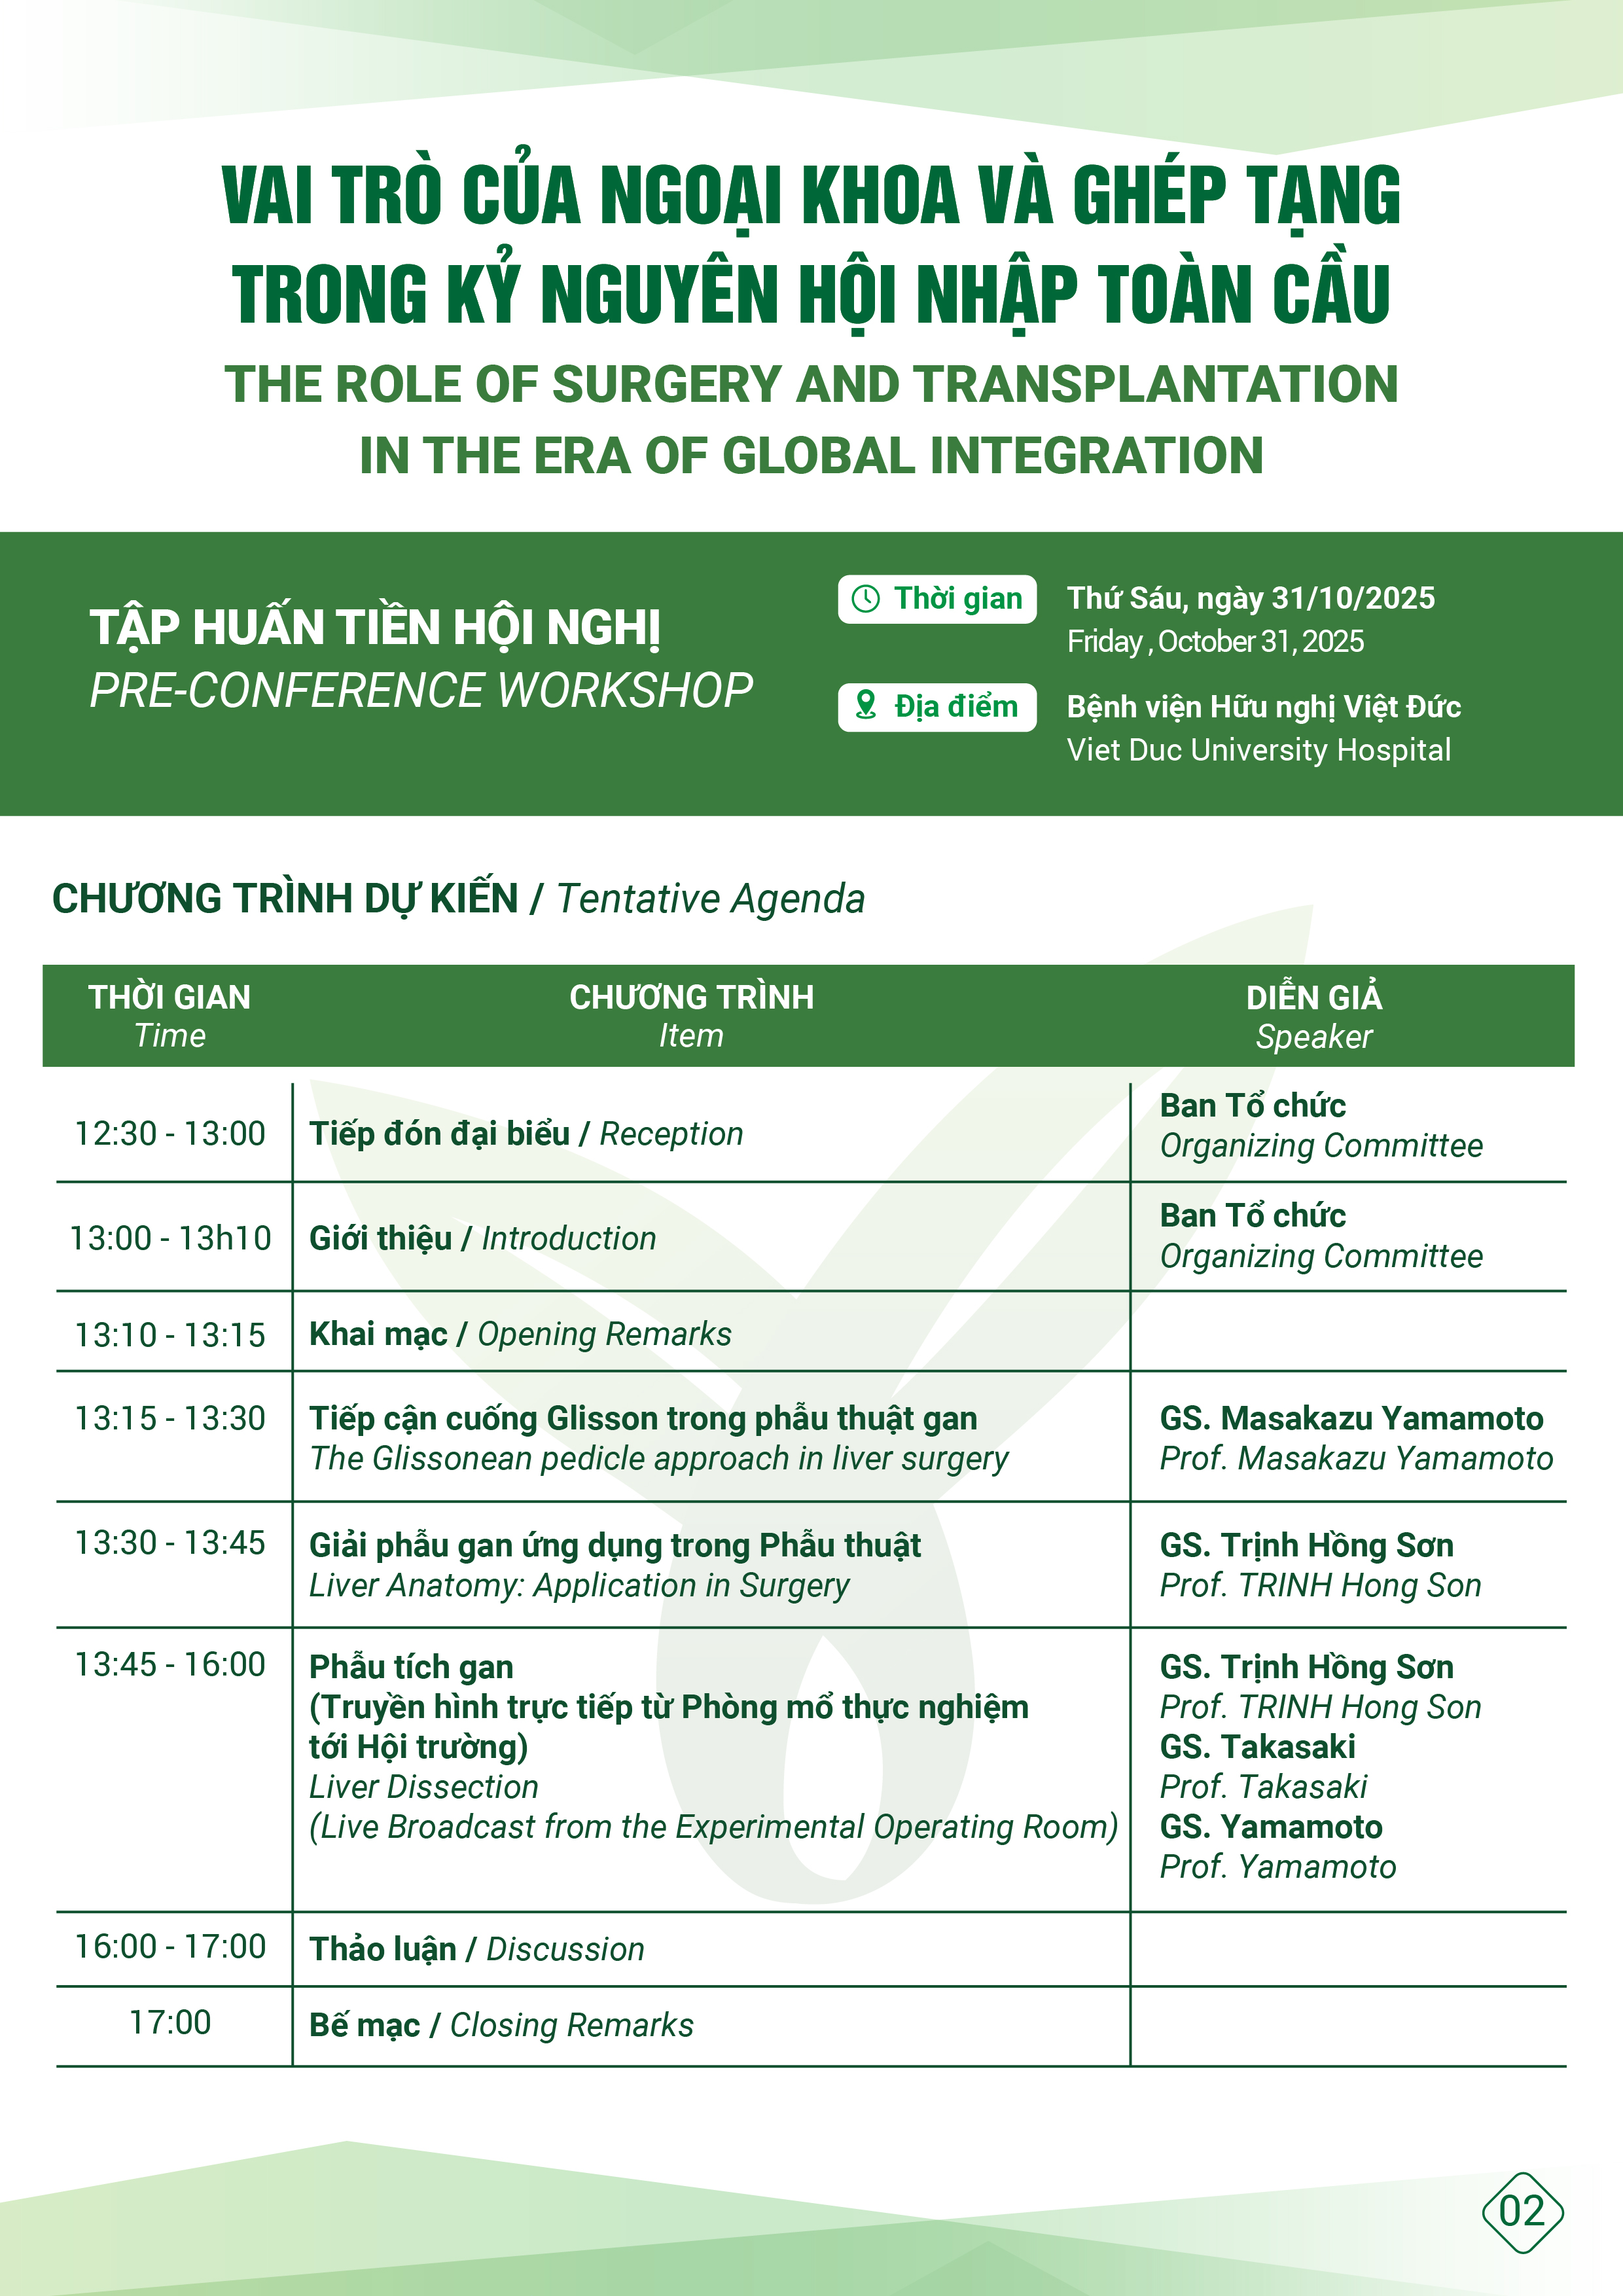 VAI TRÒ CỦA NGOẠI KHOA VÀ GHÉP TẠNG
TRONG KỶ NGUYÊN HỘI NHẬP TOÀN CẦU
THE ROLE OF SURGERY AND TRANSPLANTATION
IN THE ERA OF GLOBAL INTEGRATION
TẬP HUẤN TIỀN HỘI NGHỊ
PRE-CONFERENCE WORKSHOP
Thời gian
Thứ Sáu, ngày 31/10/2025
Friday , October 31, 2025
Địa điểm
Bệnh viện Hữu nghị Việt Đức
Viet Duc University Hospital
CHƯƠNG TRÌNH DỰ KIẾN / Tentative Agenda
THỜI GIAN
Time
CHƯƠNG TRÌNH
Item
DIỄN GIẢ
Speaker
12:30 - 13:00
Tiếp đón đại biểu / Reception
Ban Tổ chức
Organizing Committee
13:00 - 13h10
Giới thiệu / Introduction
Ban Tổ chức
Organizing Committee
13:10 - 13:15
Khai mạc / Opening Remarks
13:15 - 13:30
Tiếp cận cuống Glisson trong phẫu thuật gan
The Glissonean pedicle approach in liver surgery
GS. Masakazu Yamamoto
Prof. Masakazu Yamamoto
13:30 - 13:45
Giải phẫu gan ứng dụng trong Phẫu thuật
Liver Anatomy: Application in Surgery
GS. Trịnh Hồng Sơn
Prof. TRINH Hong Son
13:45 - 16:00
Phẫu tích gan
(Truyền hình trực tiếp từ Phòng mổ thực nghiệm
tới Hội trường)
Liver Dissection
(Live Broadcast from the Experimental Operating Room)
GS. Trịnh Hồng Sơn
Prof. TRINH Hong Son
GS. Takasaki
Prof. Takasaki
GS. Yamamoto
Prof. Yamamoto
16:00 - 17:00
Thảo luận / Discussion
17:00
Bế mạc / Closing Remarks
02